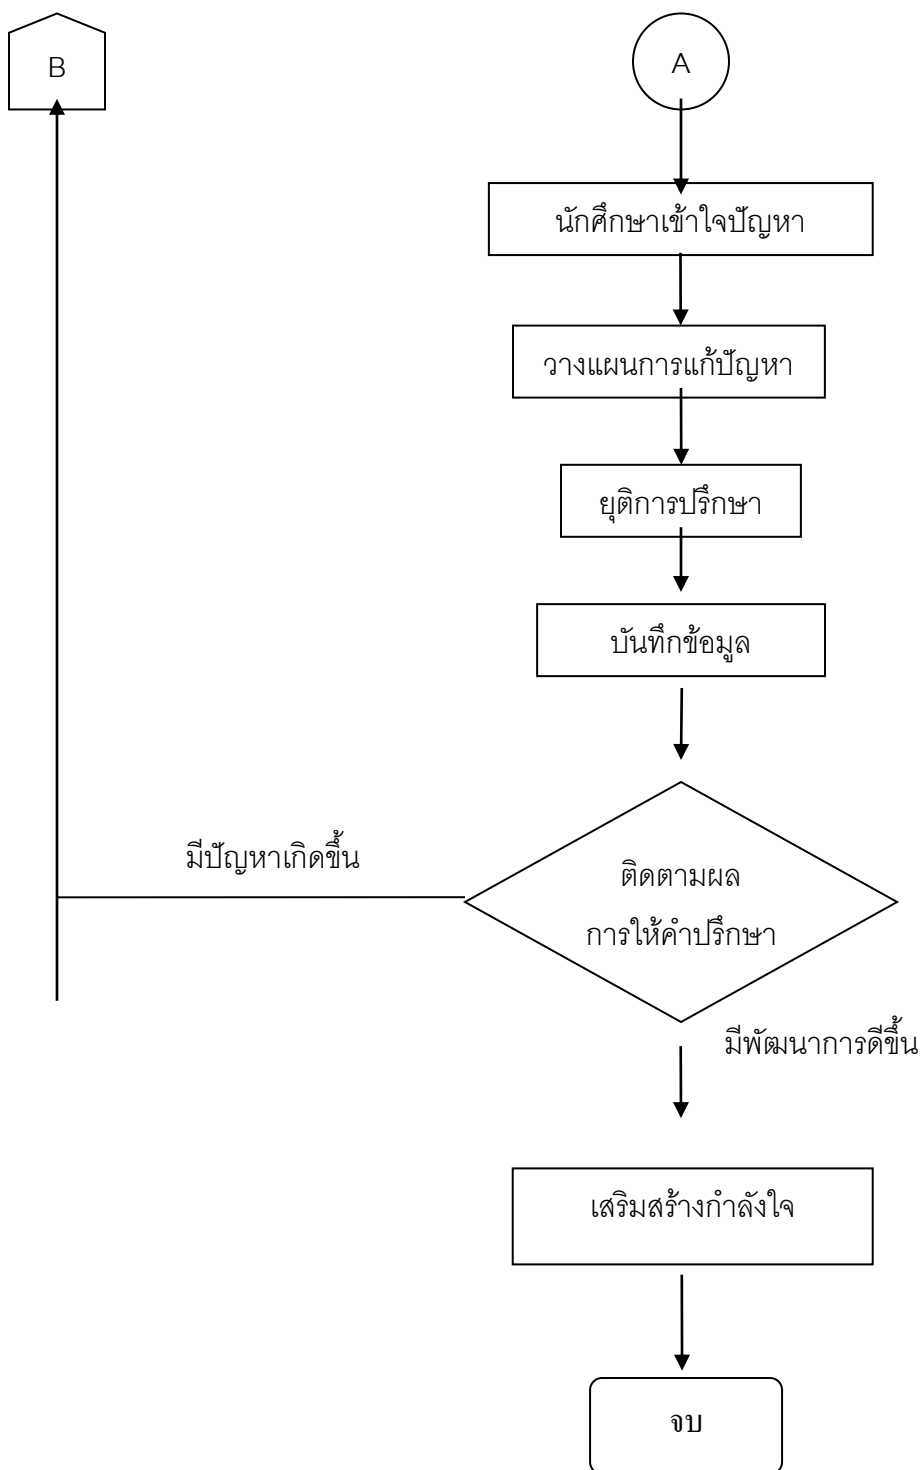 B
A
นักศึกษาเข้าใจปัญหา
วางแผนการแก้ปัญหา
ยุติการปรึกษา
บันทึกข้อมูล
มีปัญหาเกิดขึ้น
ติดตามผล
การให้คำปรึกษา
มีพัฒนาการดีขึ้น
เสริมสร้างกำลังใจ
จบ